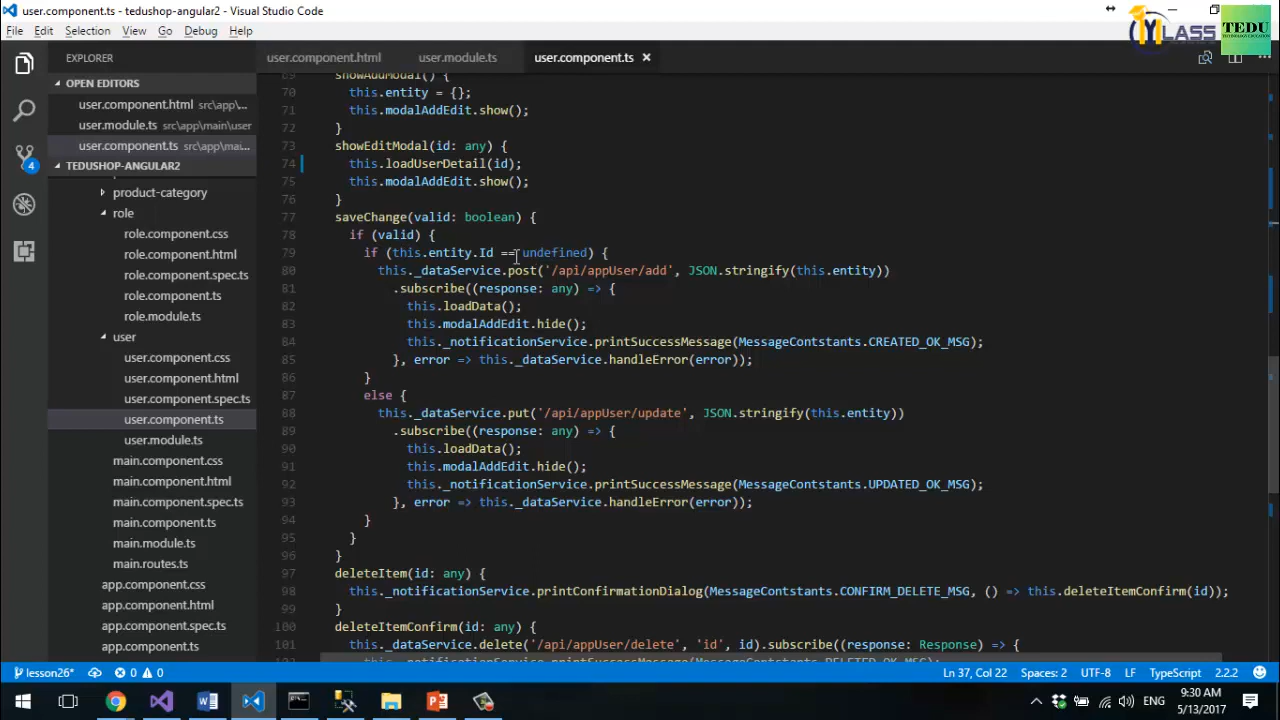 user.component.ts - tedushop-angular2 - Visual Studio Code
File Edit Selection View Go Debug Help
CLASS
TEDU
EXPLORER
user.component.html user.module.ts user.component.ts
OPEN EDITORS
user.component.html src\app\...
user.module.ts src\app\main\user
user.component.ts src\app\mai...
TEDUSHOP-ANGULAR2
product-category
role
role.component.css
role.component.html
role.component.spec.ts
role.component.ts
role.module.ts
user
user.component.css
user.component.html
user.component.spec.ts
user.component.ts
user.module.ts
main.component.css
main.component.html
main.component.spec.ts
main.component.ts
main.module.ts
main.routes.ts
app.component.css
app.component.html
app.component.spec.ts
app.component.ts
4
69 showAddModal() {
70 this.entity = {};
71 this.modalAddEdit.show();
72 }
73 showEditModal(id: any) {
74 this.loadUserDetail(id);
75 this.modalAddEdit.show();
76 }
77 saveChange(valid: boolean) {
78 if (valid) {
79 if (this.entity.Id == undefined) {
80 this._dataService.post('/api/appUser/add', JSON.stringify(this.entity))
81 .subscribe((response: any) => {
82 this.loadData();
83 this.modalAddEdit.hide();
84 this._notificationService.printSuccessMessage(MessageContstants.CREATED_OK_MSG);
85 }, error => this._dataService.handleError(error));
86 }
87 else {
88 this._dataService.put('/api/appUser/update', JSON.stringify(this.entity))
89 .subscribe((response: any) => {
90 this.loadData();
91 this.modalAddEdit.hide();
92 this._notificationService.printSuccessMessage(MessageContstants.UPDATED_OK_MSG);
93 }, error => this._dataService.handleError(error));
94 }
95 }
96 }
97 deleteItem(id: any) {
98 this._notificationService.printConfirmationDialog(MessageContstants.CONFIRM_DELETE_MSG, () => this.deleteItemConfirm(id));
99 }
100 deleteItemConfirm(id: any) {
101 this._dataService.delete('/api/appUser/delete', 'id', id).subscribe((response: Response) => {
102 this._notificationService.printSuccessMessage(MessageContstants.DELETED_OK_MSG);
lesson26* 0 0 Ln 37, Col 22 Spaces: 2 UTF-8 LF TypeScript 2.2.2
ENG
9:30 AM
5/13/2017